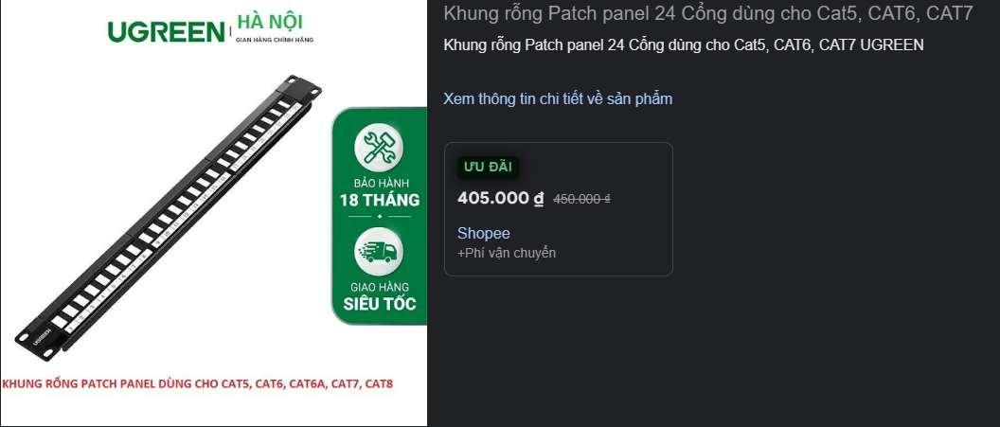 UGREEN HÀ NỘI
GIAN HÀNG CHÍNH HÃNG
BẢO HÀNH
18 THÁNG
GIAO HÀNG
SIÊU TỐC
UGREEN
KHUNG RỖNG PATCH PANEL DÙNG CHO CAT5, CAT6, CAT6A, CAT7, CAT8
Khung rỗng Patch panel 24 Cổng dùng cho Cat5, CAT6, CAT7
Khung rỗng Patch panel 24 Cổng dùng cho Cat5, CAT6, CAT7 UGREEN
Xem thông tin chi tiết về sản phẩm
ƯU ĐÃI
405.000 ₫ 450.000 ₫
Shopee
+Phí vận chuyển